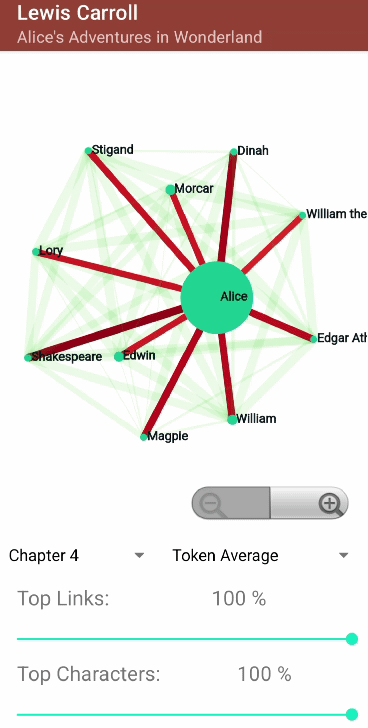 Lewis Carroll
Alice's Adventures in Wonderland
Stigand
Dinah
Morcar
William the
Lory
Alice
Edgar Ath
Shakespeare
Edwin
William
Magpie
Chapter 4
Token Average
Top Links: 100 %
Top Characters: 100 %